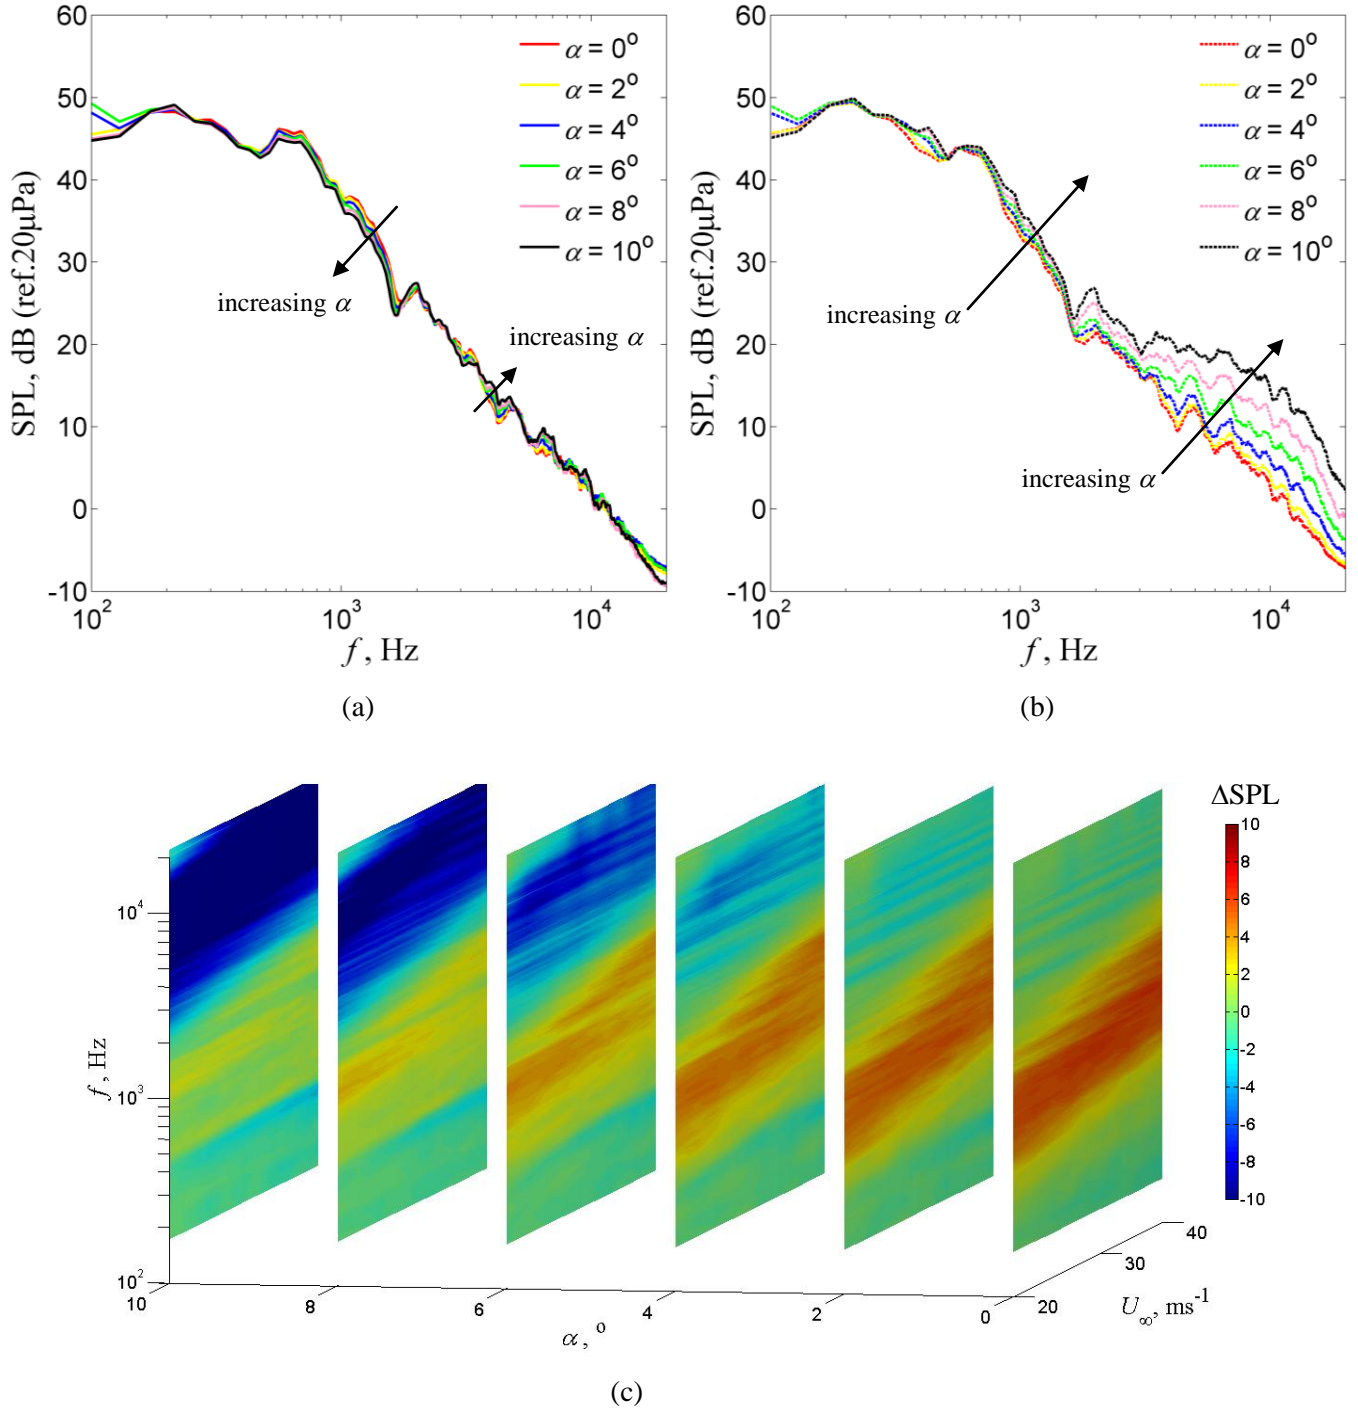 60
50
40
30
20
10
0
-10
SPL, dB (ref.20μPa)
α = 0°
α = 2°
α = 4°
α = 6°
α = 8°
α = 10°
increasing α
increasing α
10² 10³ 10⁴
f, Hz
(a)
60
50
40
30
20
10
0
-10
SPL, dB (ref.20μPa)
α = 0°
α = 2°
α = 4°
α = 6°
α = 8°
α = 10°
increasing α
increasing α
10² 10³ 10⁴
f, Hz
(b)
ΔSPL
10
8
6
4
2
0
-2
-4
-6
-8
-10
10⁴
10³
10²
f, Hz
10 8 6 4 2 0
α, °
20 30 40
U∞, ms⁻¹
(c)